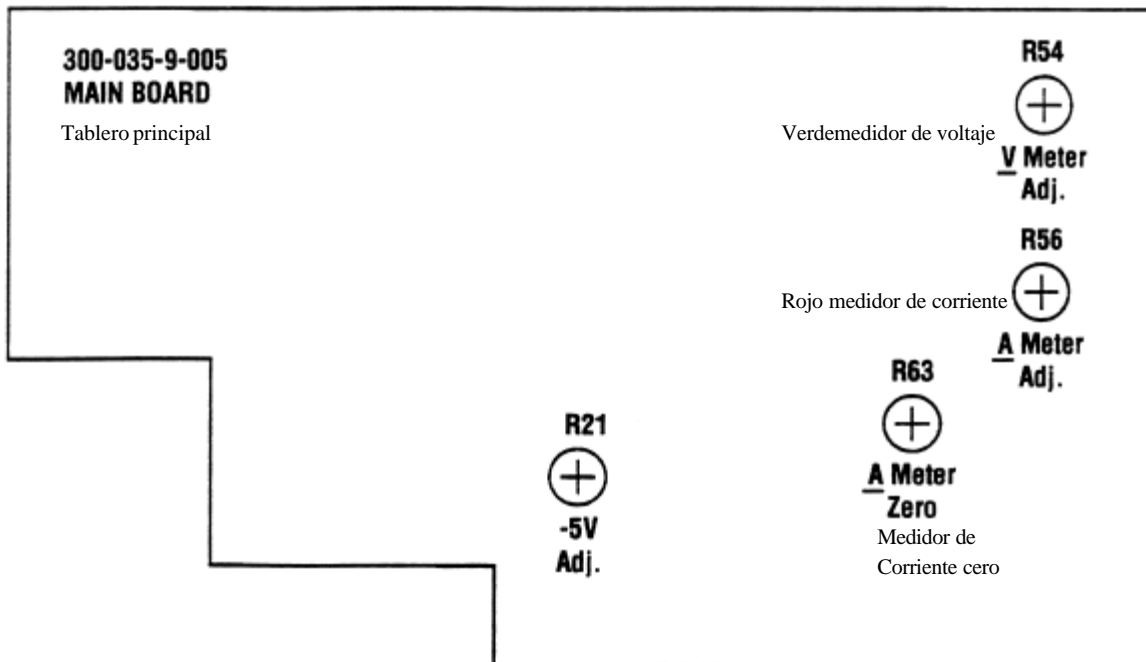 300-035-9-005
MAIN BOARD
Tablero principal
R54
Verdemedidor de voltaje
V Meter
Adj.
R56
Rojo medidor de corriente
A Meter
Adj.
R63
A Meter
Zero
Medidor de
Corriente cero
R21
-5V
Adj.